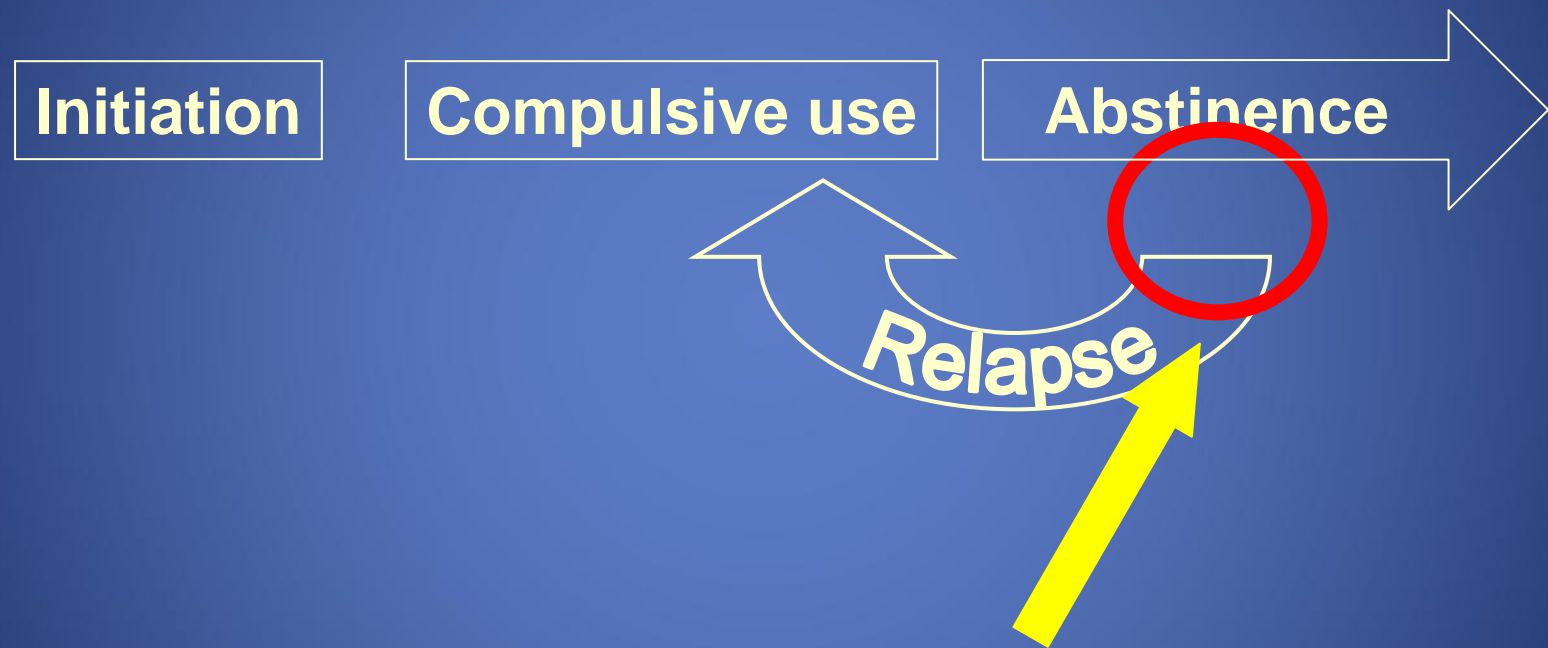 Initiation
Compulsive use
Abstinence
Relapse